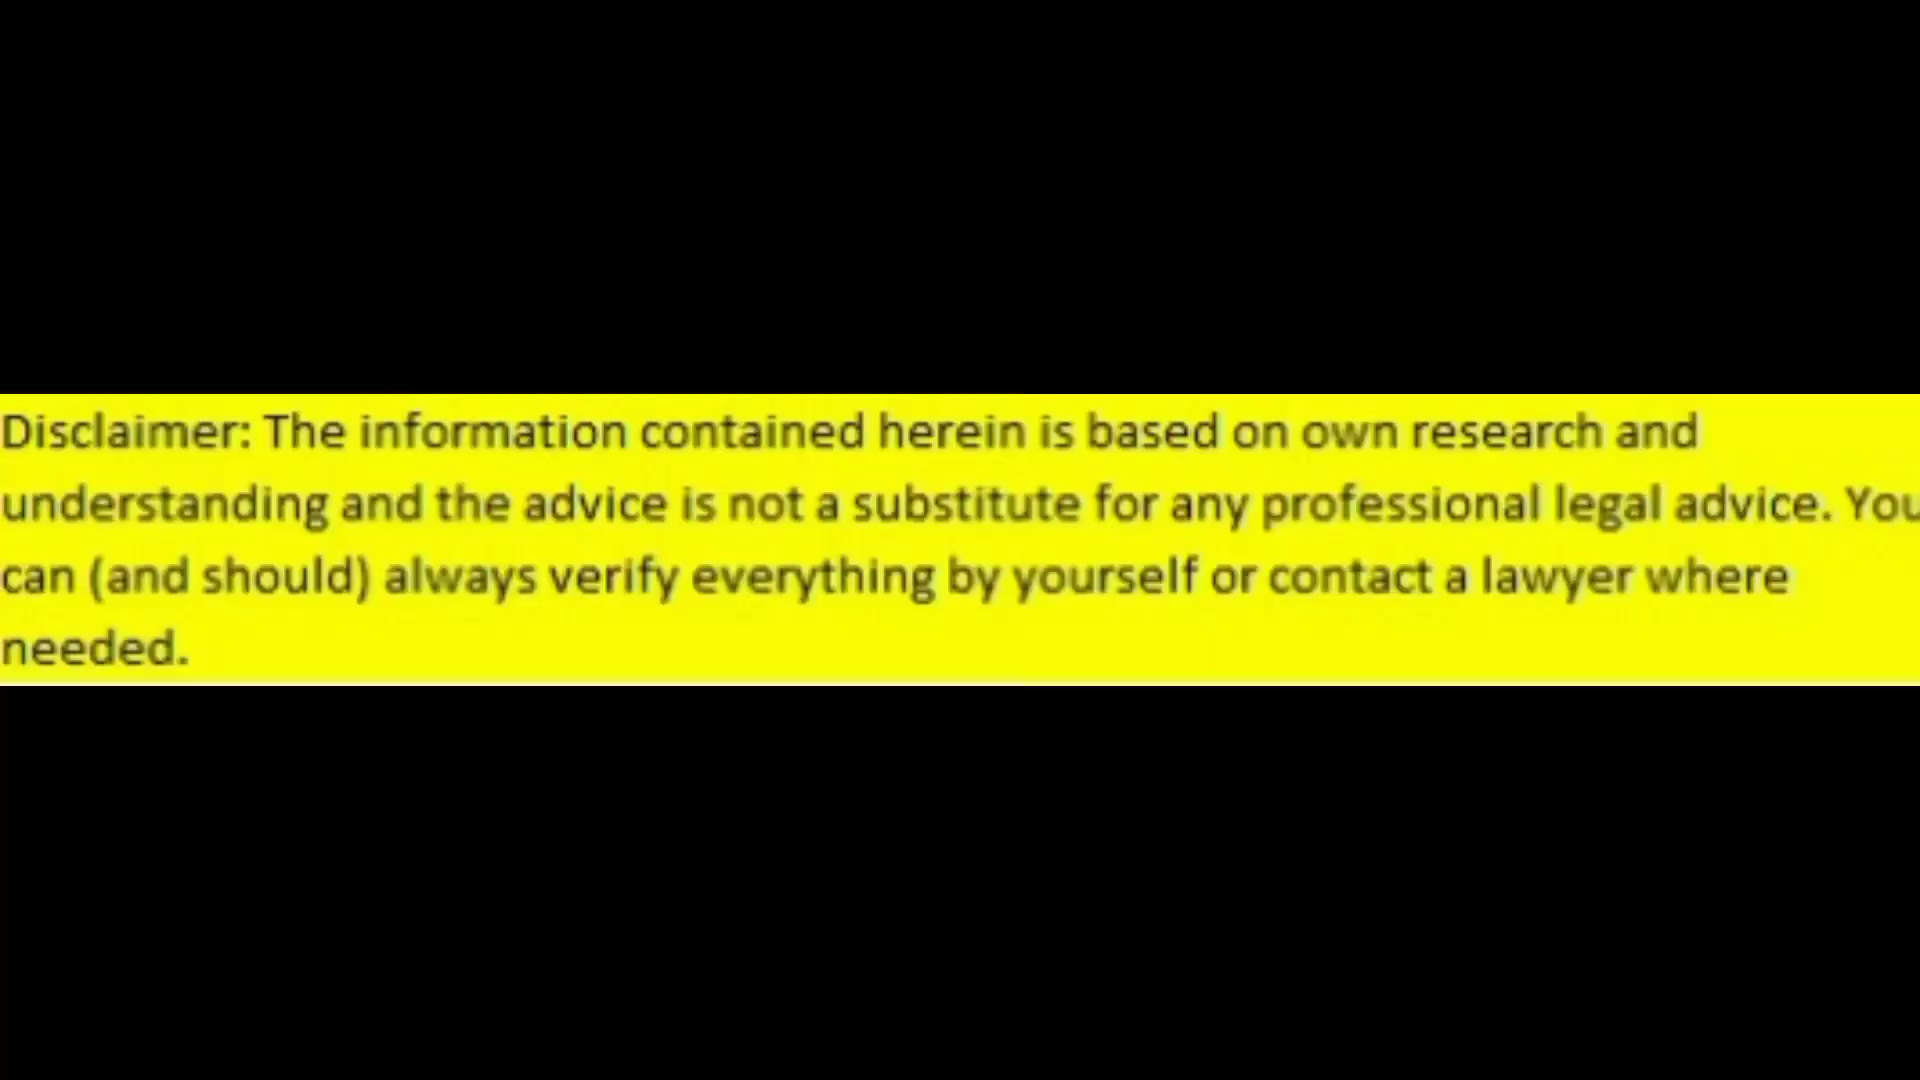 Disclaimer: The information contained herein is based on own research and
understanding and the advice is not a substitute for any professional legal advice. You
can (and should) always verify everything by yourself or contact a lawyer where
needed.